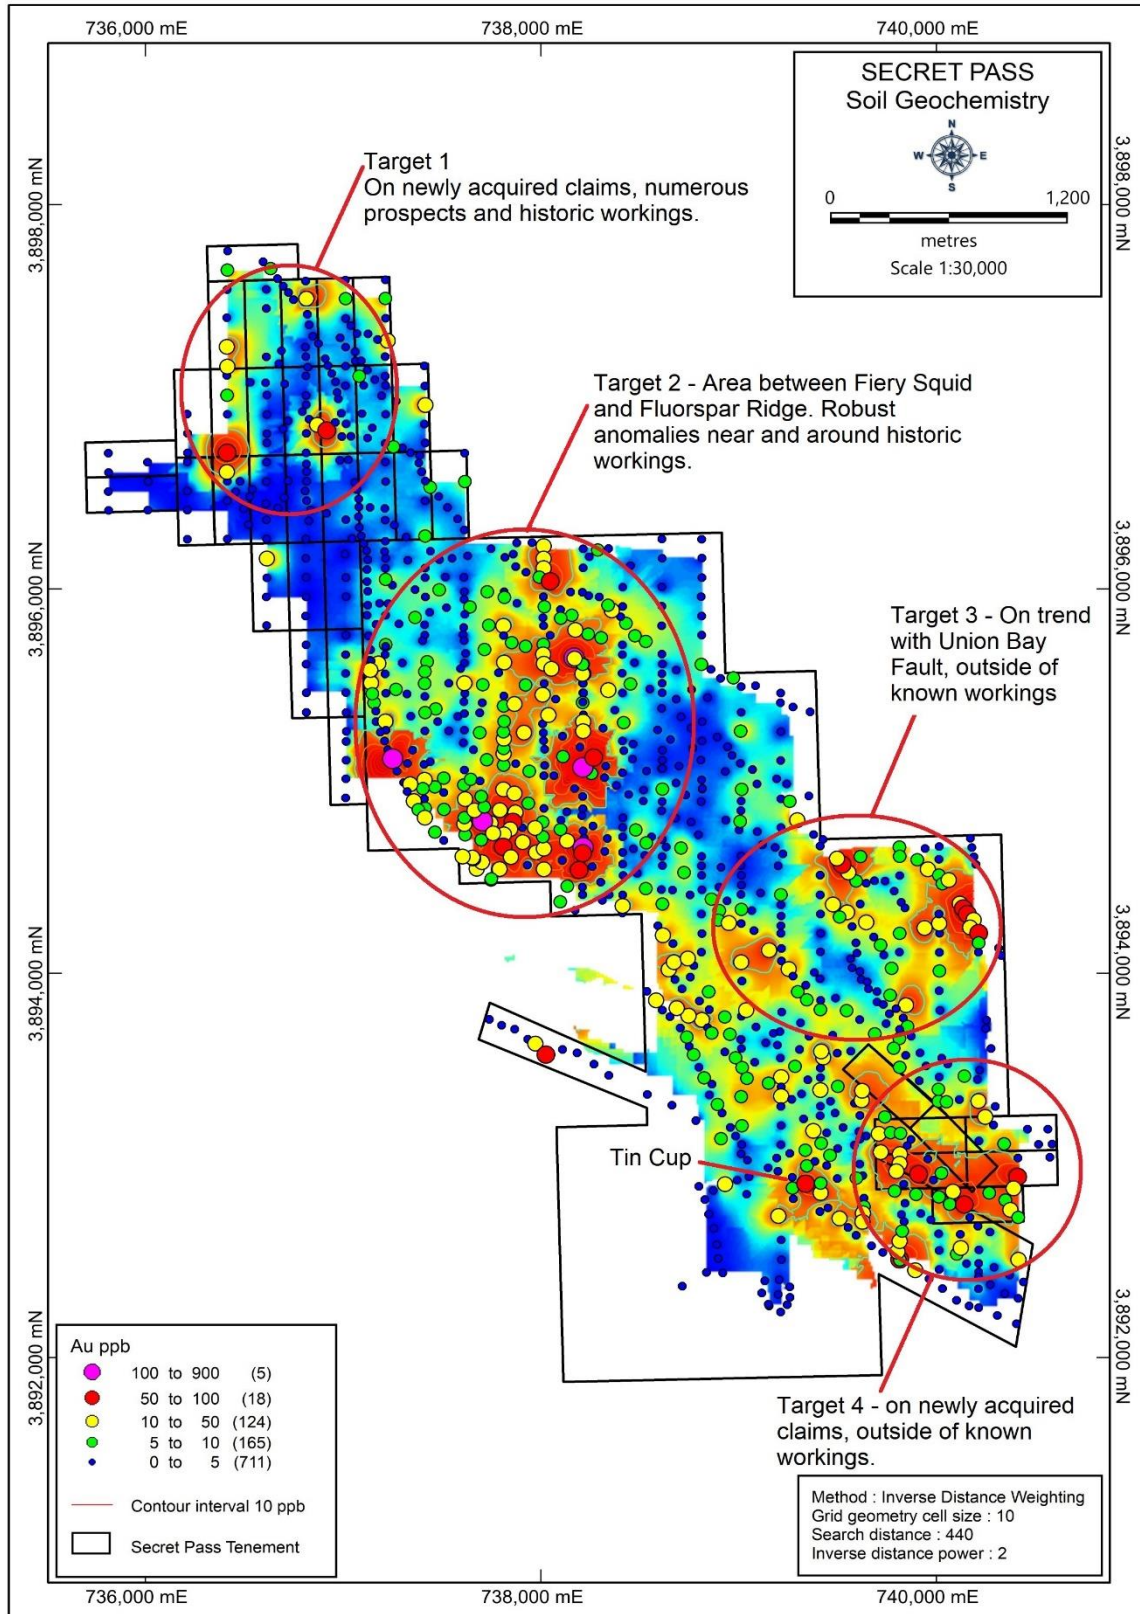 736,000 mE
738,000 mE
740,000 mE
SECRET PASS
Soil Geochemistry
N
W E
S
0 1,200
metres
Scale 1:30,000
3,898,000 mN
3,898,000 mN
Target 1
On newly acquired claims, numerous
prospects and historic workings.
Target 2 - Area between Fiery Squid
and Fluorspar Ridge. Robust
anomalies near and around historic
workings.
3,896,000 mN
3,896,000 mN
Target 3 - On trend
with Union Bay
Fault, outside of
known workings
3,894,000 mN
3,894,000 mN
Tin Cup
3,892,000 mN
3,892,000 mN
Au ppb
100 to 900 (5)
50 to 100 (18)
10 to 50 (124)
5 to 10 (165)
0 to 5 (711)
Contour interval 10 ppb
Secret Pass Tenement
Target 4 - on newly acquired
claims, outside of known
workings.
Method : Inverse Distance Weighting
Grid geometry cell size : 10
Search distance : 440
Inverse distance power : 2
736,000 mE
738,000 mE
740,000 mE